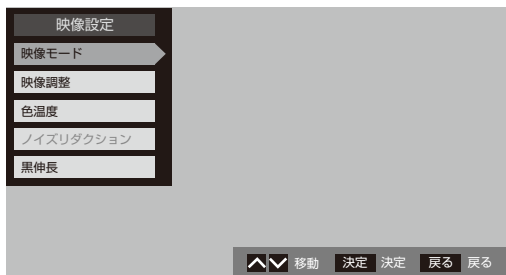 映像設定
映像モード
映像調整
色温度
ノイズリダクション
黒伸長
移動 決定 決定 戻る 戻る